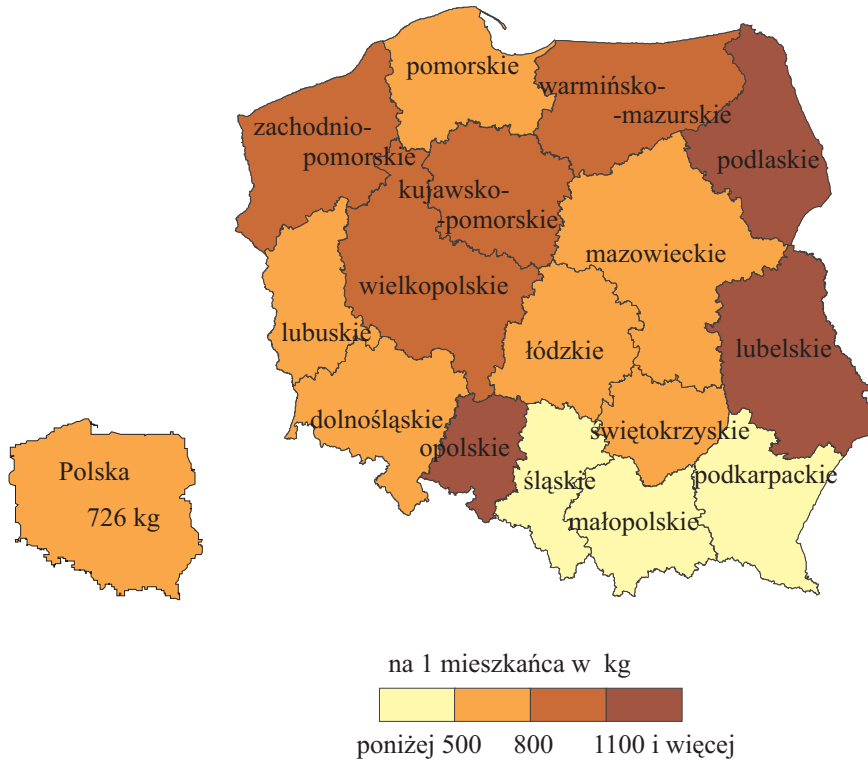 pomorskie
warmińsko-
-mazurskie
zachodnio-
pomorskie
podlaskie
kujawsko-
-pomorskie
mazowieckie
wielkopolskie
lubuskie
łódzkie
lubelskie
dolnośląskie
świętokrzyskie
opolskie
śląskie
podkarpackie
małopolskie
Polska
726 kg
na 1 mieszkańca w kg
poniżej 500 800 1100 i więcej